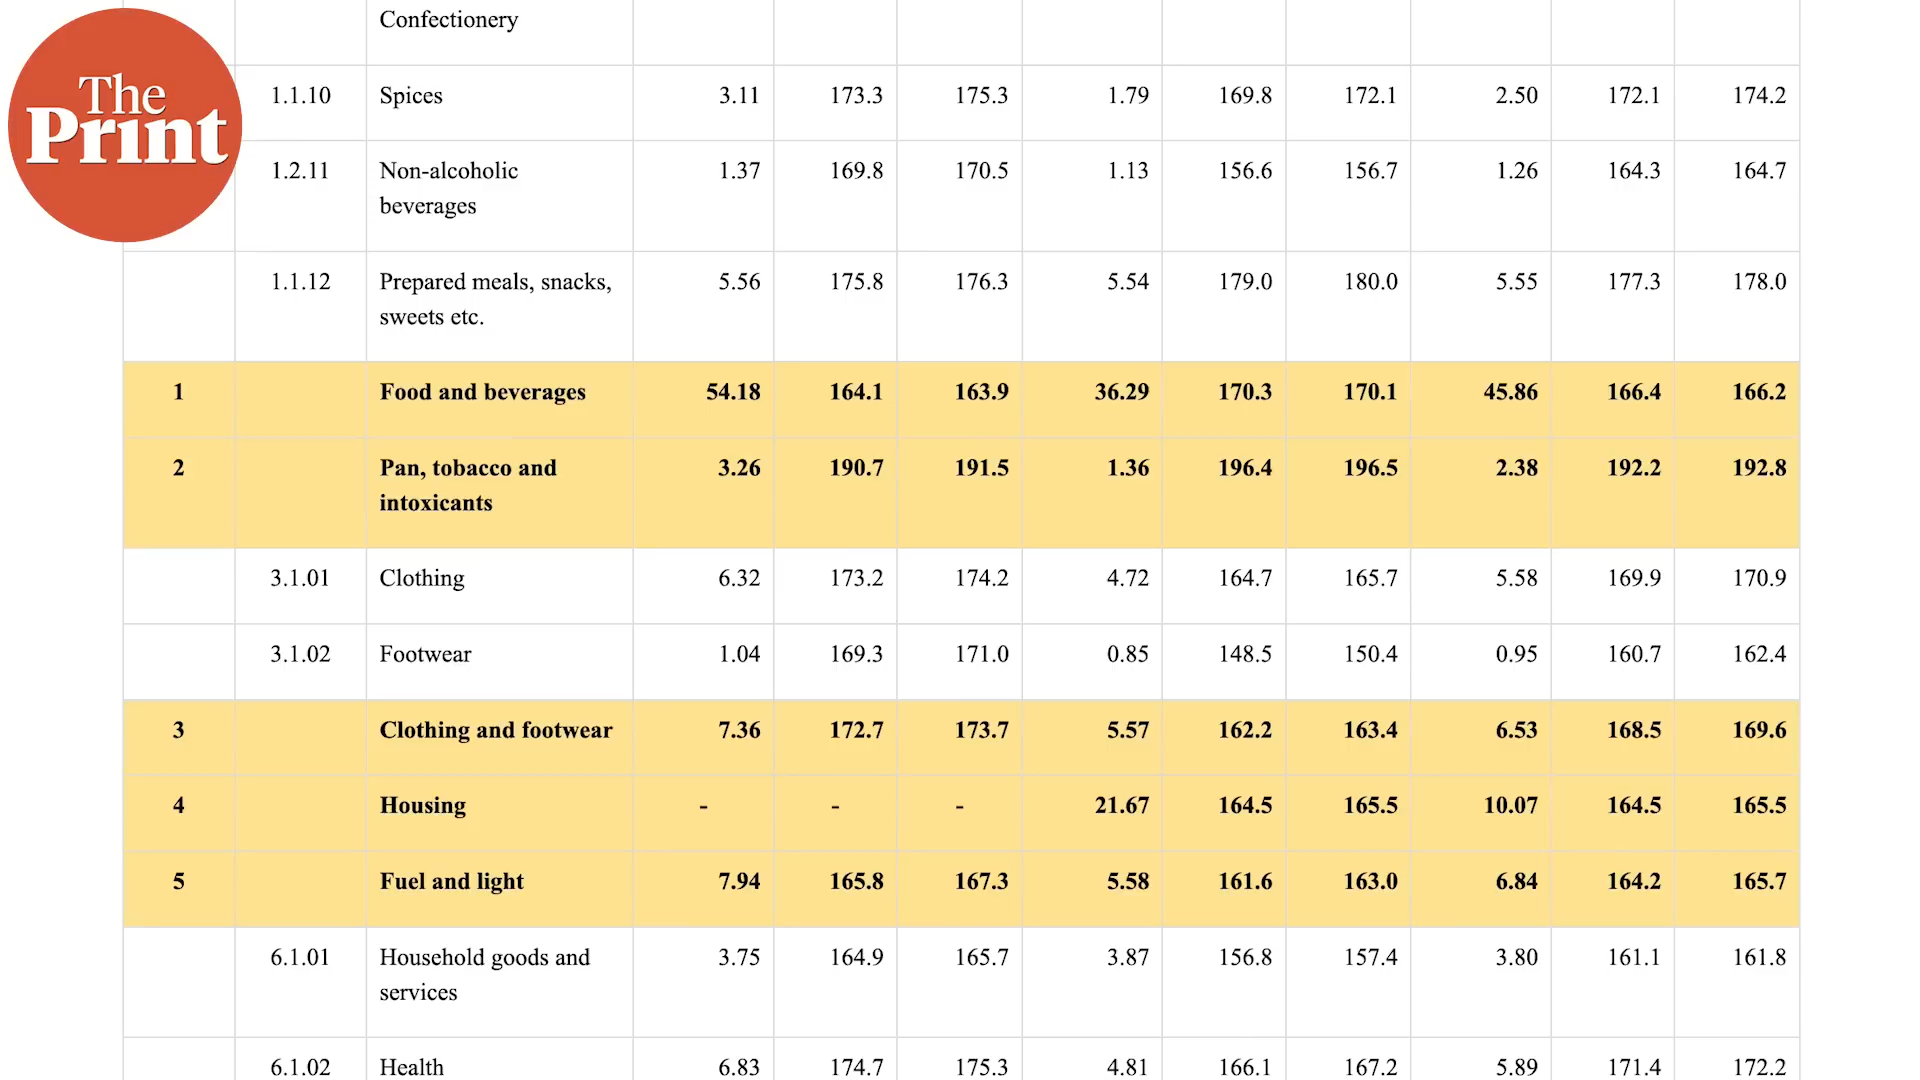 The
Print
Confectionery
1.1.10 Spices 3.11 173.3 175.3 1.79 169.8 172.1 2.50 172.1 174.2
1.2.11 Non-alcoholic 1.37 169.8 170.5 1.13 156.6 156.7 1.26 164.3 164.7
beverages
1.1.12 Prepared meals, snacks, 5.56 175.8 176.3 5.54 179.0 180.0 5.55 177.3 178.0
sweets etc.
1 Food and beverages 54.18 164.1 163.9 36.29 170.3 170.1 45.86 166.4 166.2
2 Pan, tobacco and 3.26 190.7 191.5 1.36 196.4 196.5 2.38 192.2 192.8
intoxicants
3.1.01 Clothing 6.32 173.2 174.2 4.72 164.7 165.7 5.58 169.9 170.9
3.1.02 Footwear 1.04 169.3 171.0 0.85 148.5 150.4 0.95 160.7 162.4
3 Clothing and footwear 7.36 172.7 173.7 5.57 162.2 163.4 6.53 168.5 169.6
4 Housing - - - 21.67 164.5 165.5 10.07 164.5 165.5
5 Fuel and light 7.94 165.8 167.3 5.58 161.6 163.0 6.84 164.2 165.7
6.1.01 Household goods and 3.75 164.9 165.7 3.87 156.8 157.4 3.80 161.1 161.8
services
6.1.02 Health 6.83 174.7 175.3 4.81 166.1 167.2 5.89 171.4 172.2